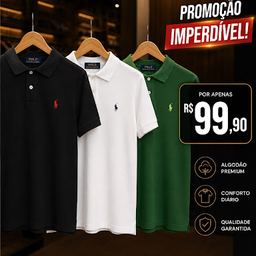 PROMOÇÃO
IMPERDÍVEL!
POR APENAS
R$ 99,90
ALGODÃO
PREMIUM
CONFORTO
DIÁRIO
QUALIDADE
GARANTIDA